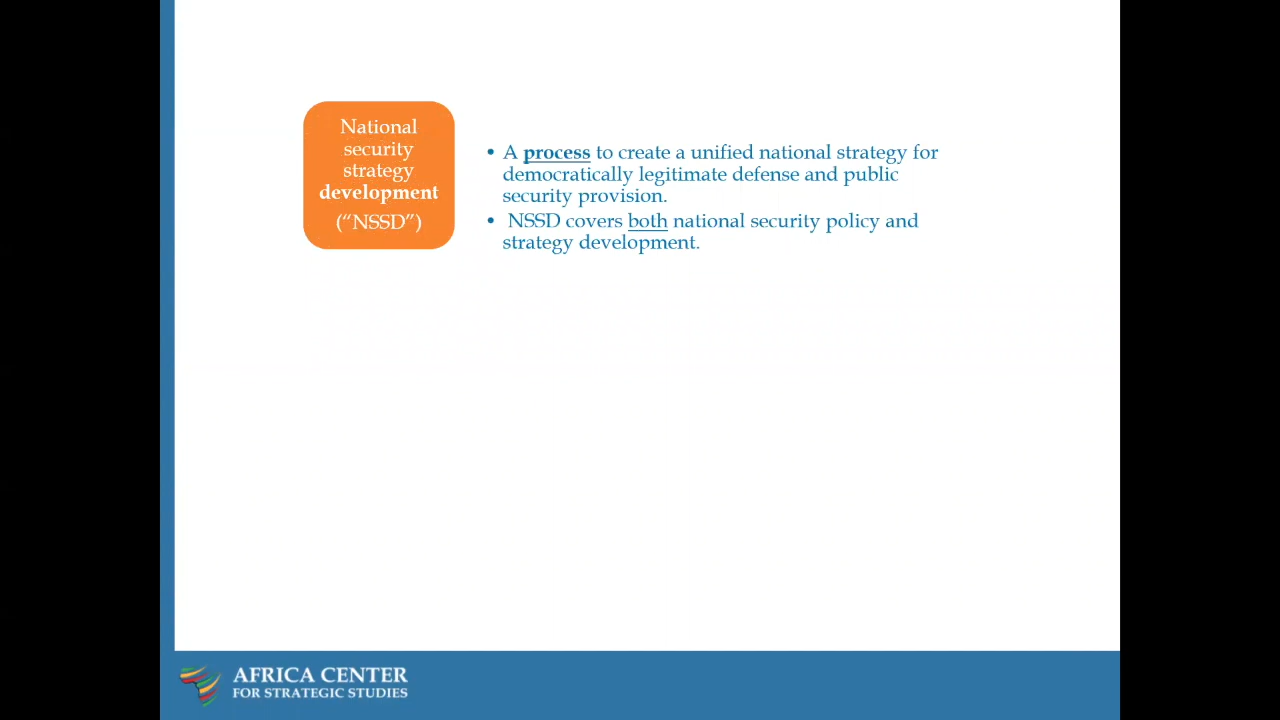 National
security
strategy
development
(“NSSD”)
• A process to create a unified national strategy for
democratically legitimate defense and public
security provision.
• NSSD covers both national security policy and
strategy development.
AFRICA CENTER
FOR STRATEGIC STUDIES